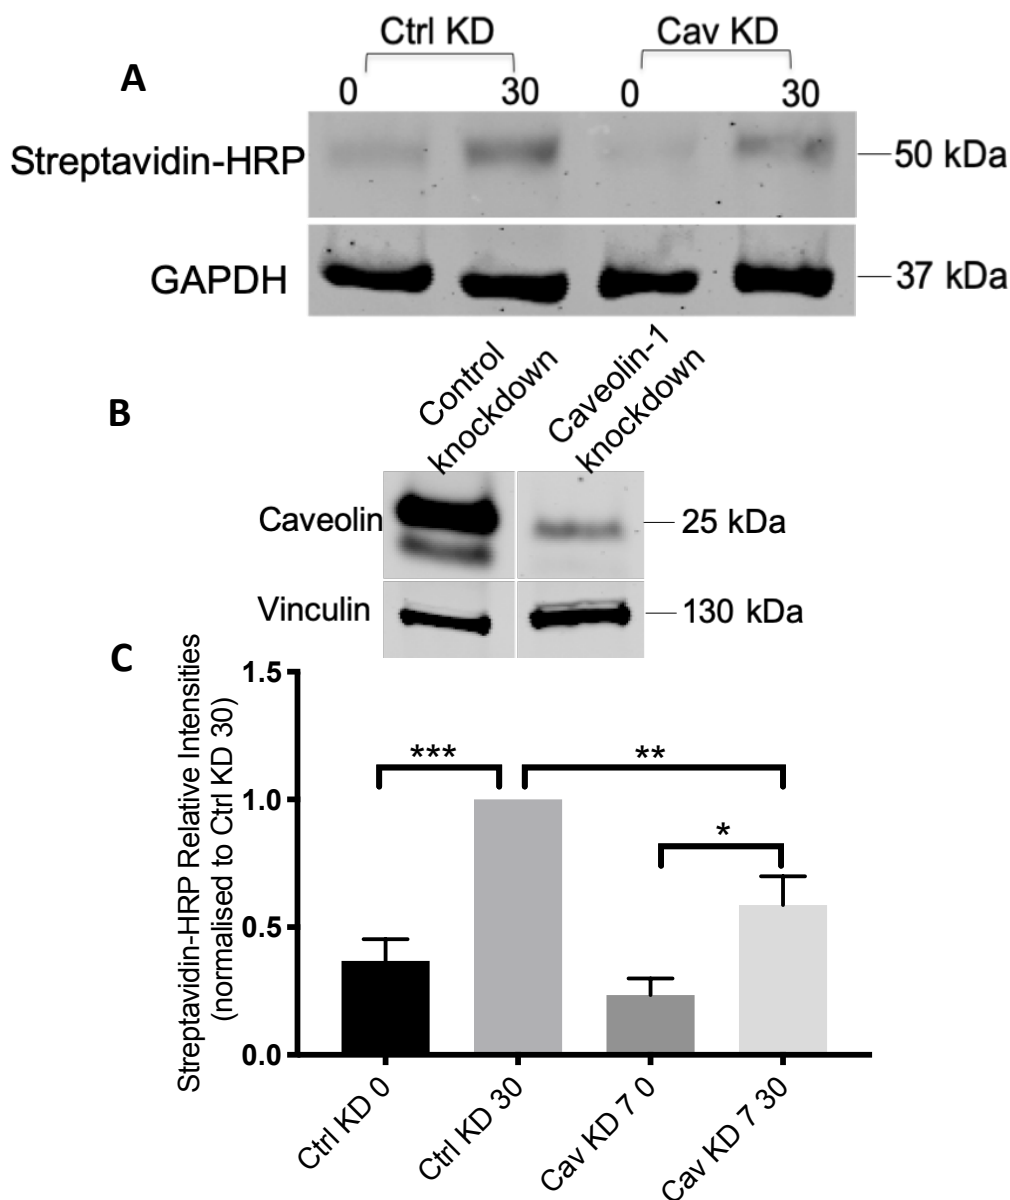 A
Ctrl KD
Cav KD
0
30
0
30
Streptavidin-HRP
50 kDa
GAPDH
37 kDa
B
Control
knockdown
Caveolin-1
knockdown
Caveolin
25 kDa
Vinculin
130 kDa
C
Streptavidin-HRP Relative Intensities
(normalised to Ctrl KD 30)
1.5
1.0
0.5
0.0
***
**
*
Ctrl KD 0
Ctrl KD 30
Cav KD 7 0
Cav KD 7 30